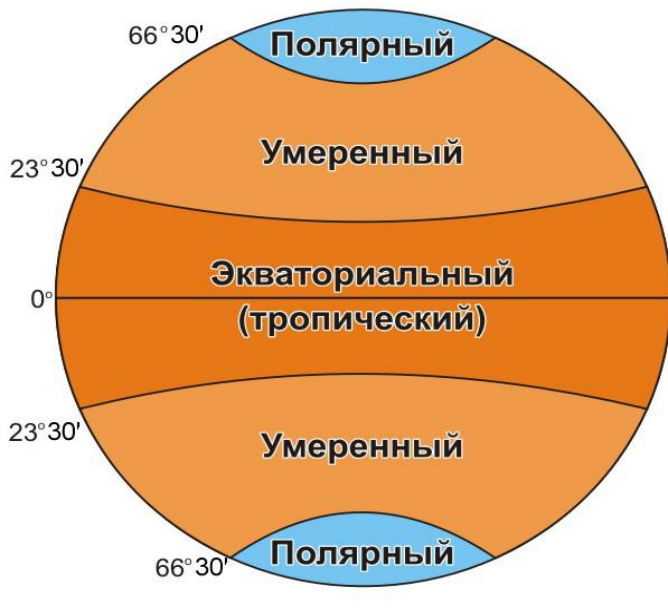 66°30'
Полярный
Умеренный
23°30'
Экваториальный
0°
(тропический)
23°30'
Умеренный
Полярный
66°30'